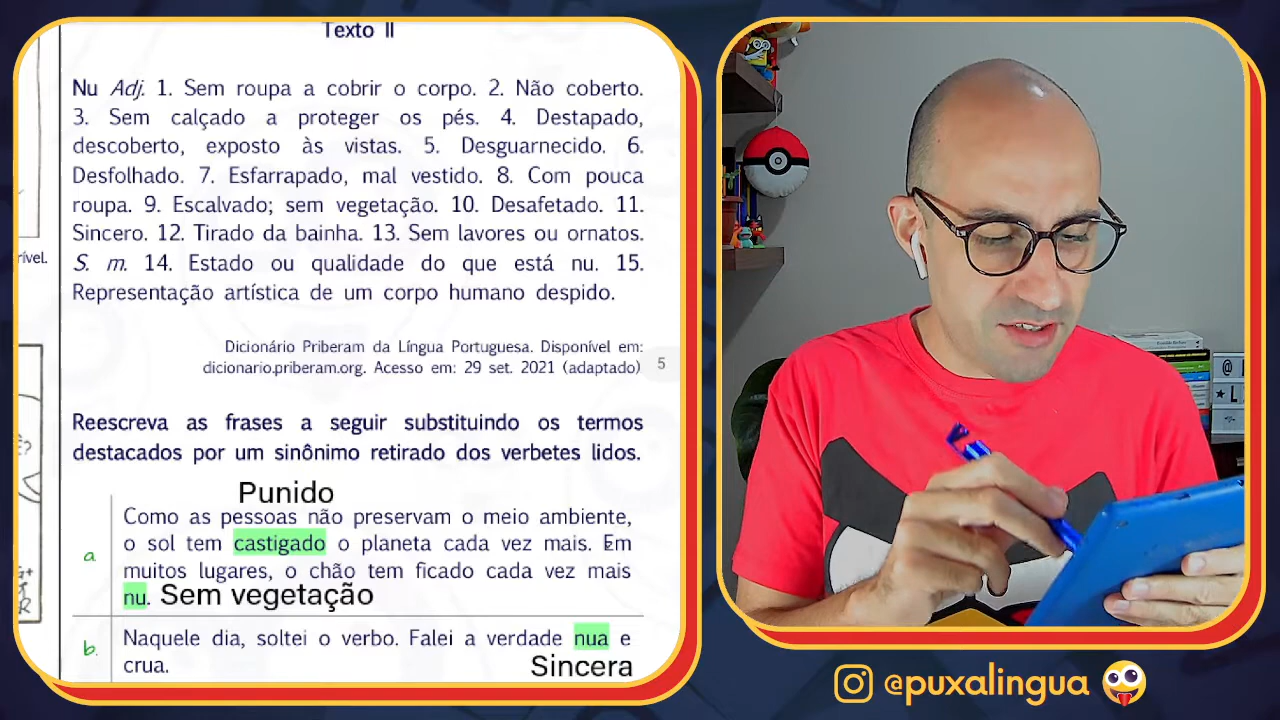 Texto II
Nu Adj. 1. Sem roupa a cobrir o corpo. 2. Não coberto.
3. Sem calçado a proteger os pés. 4. Destapado,
descoberto, exposto às vistas. 5. Desguarnecido. 6.
Desfolhado. 7. Esfarrapado, mal vestido. 8. Com pouca
roupa. 9. Escalvado; sem vegetação. 10. Desafetado. 11.
Sincero. 12. Tirado da bainha. 13. Sem lavores ou ornatos.
S. m. 14. Estado ou qualidade do que está nu. 15.
Representação artística de um corpo humano despido.
Dicionário Priberam da Língua Portuguesa. Disponível em:
dicionario.priberam.org. Acesso em: 29 set. 2021 (adaptado)
5
Reescreva as frases a seguir substituindo os termos
destacados por um sinônimo retirado dos verbetes lidos.
Punido
a
Como as pessoas não preservam o meio ambiente,
o sol tem castigado o planeta cada vez mais. Em
muitos lugares, o chão tem ficado cada vez mais
nu. Sem vegetação
b.
Naquele dia, soltei o verbo. Falei a verdade nua e
crua.
Sincera
rível.
@puxalingua